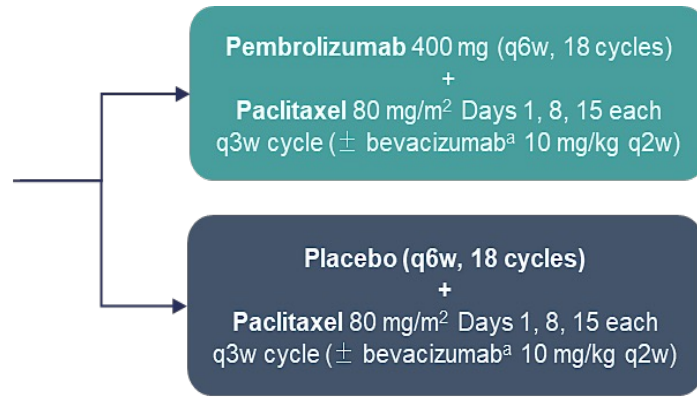 Pembrolizumab 400 mg (q6w, 18 cycles)
+
Paclitaxel 80 mg/m² Days 1, 8, 15 each
q3w cycle (± bevacizumabᵃ 10 mg/kg q2w)
Placebo (q6w, 18 cycles)
+
Paclitaxel 80 mg/m² Days 1, 8, 15 each
q3w cycle (± bevacizumabᵃ 10 mg/kg q2w)